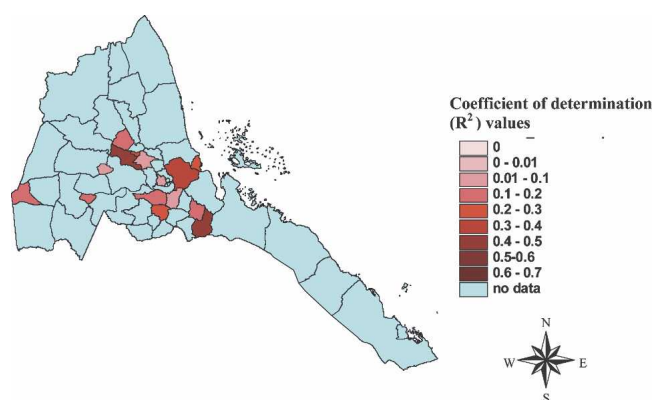 Coefficient of determination
(R²) values
0
0 - 0.01
0.01 - 0.1
0.1 - 0.2
0.2 - 0.3
0.3 - 0.4
0.4 - 0.5
0.5-0.6
0.6 - 0.7
no data
N
W E
S